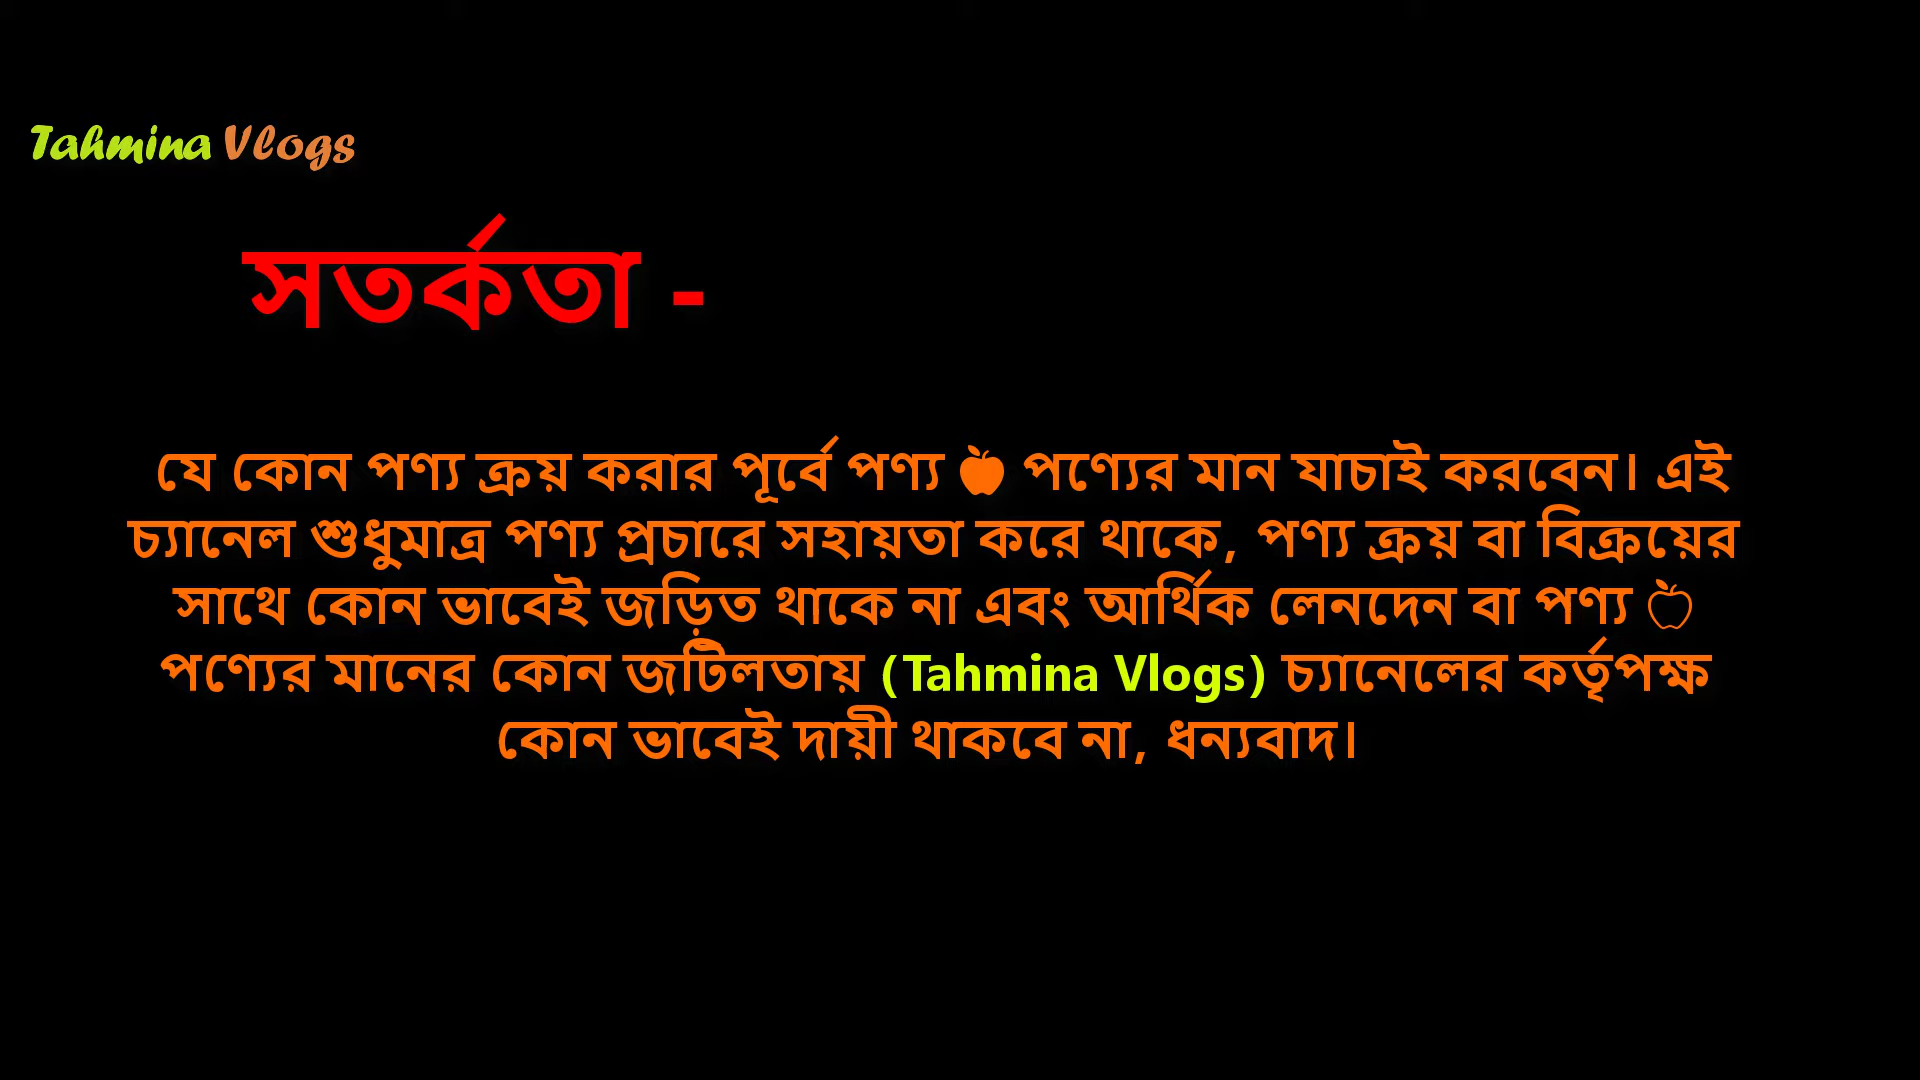 Tahmina Vlogs
সতর্কতা -
যে কোন পণ্য ক্রয় করার পূর্বে পণ্য 🍎 পণ্যের মান যাচাই করবেন। এই
চ্যানেল শুধুমাত্র পণ্য প্রচারে সহায়তা করে থাকে, পণ্য ক্রয় বা বিক্রয়ের
সাথে কোন ভাবেই জড়িত থাকে না এবং আর্থিক লেনদেন বা পণ্য 🍎
পণ্যের মানের কোন জটিলতায় (Tahmina Vlogs) চ্যানেলের কর্তৃপক্ষ
কোন ভাবেই দায়ী থাকবে না, ধন্যবাদ।